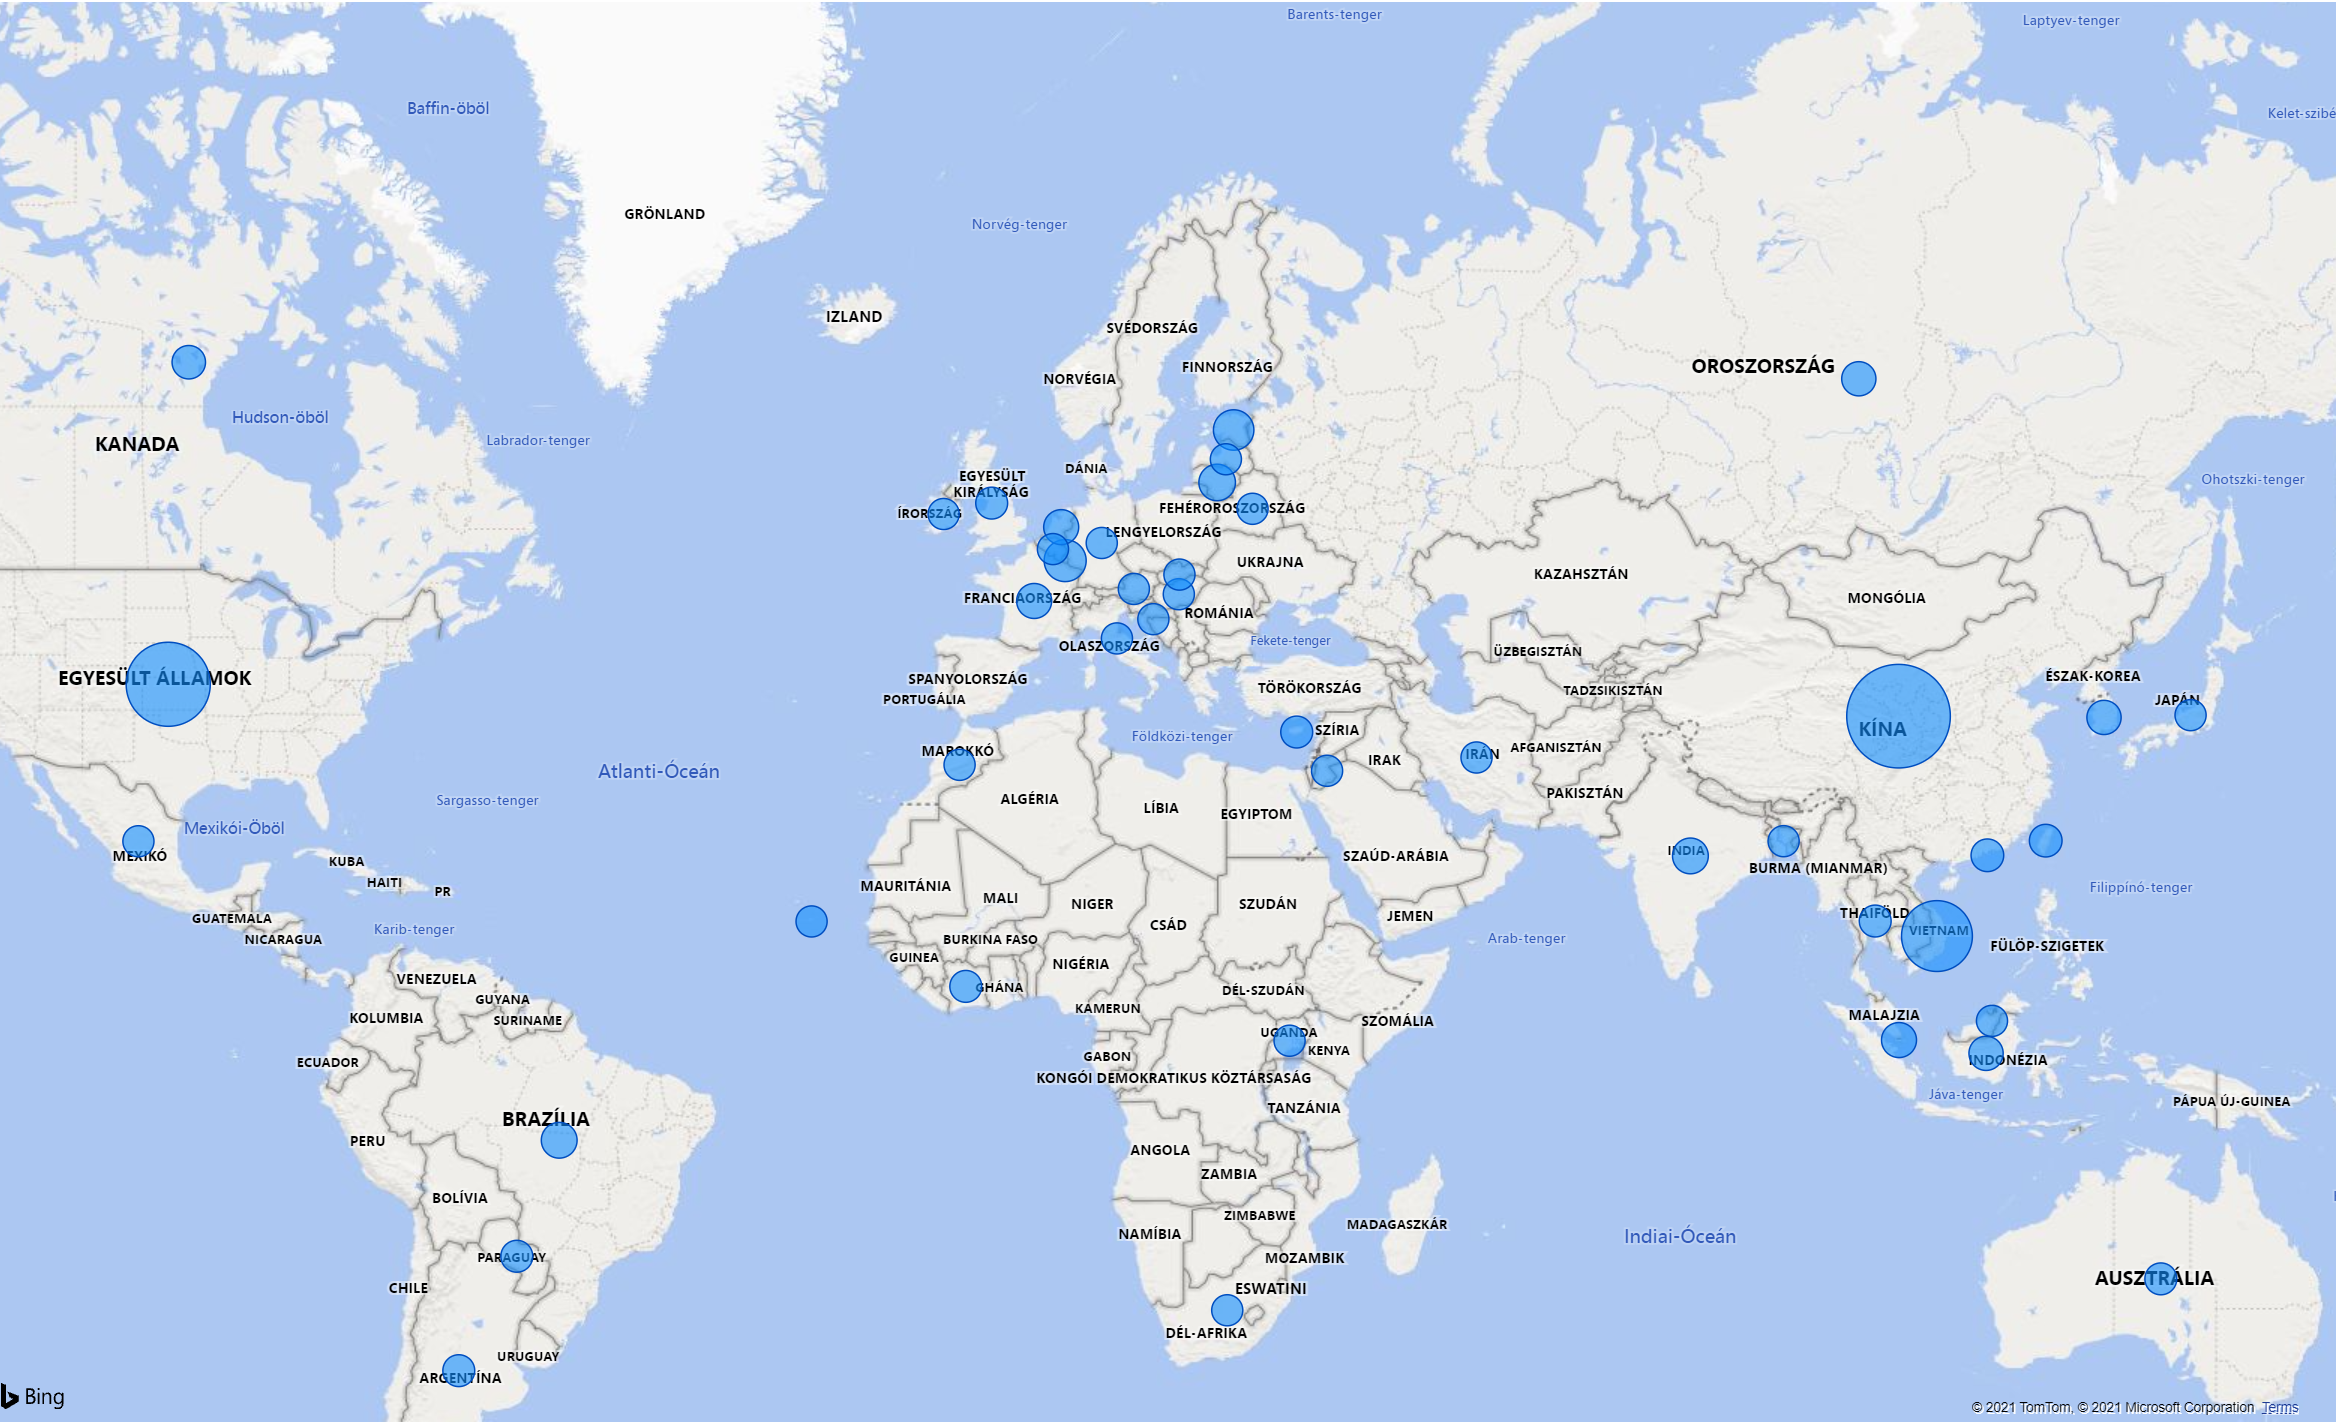 Barents-tenger
Laptyev-tenger
Baffin-öböl
Kelet-szibé
GRÖNLAND
Norvég-tenger
IZLAND
SVÉDORSZÁG
FINNORSZÁG
OROSZORSZÁG
NORVÉGIA
Hudson-öböl
Labrador-tenger
KANADA
DÁNIA
EGYESÜLT
KIRÁLYSÁG
Ohotszki-tenger
ÍRORSZÁG
FEHÉROROSZORSZÁG
LENGYELORSZÁG
UKRAJNA
KAZAHSZTÁN
FRANCIAORSZÁG
MONGÓLIA
ROMÁNIA
Fekete-tenger
OLASZORSZÁG
ÜZBEGISZTÁN
EGYESÜLT ÁLLAMOK
SPANYOLORSZÁG
ÉSZAK-KOREA
TÖRÖKORSZÁG
TADZSIKISZTÁN
PORTUGÁLIA
JAPÁN
KÍNA
SZÍRIA
Földközi-tenger
MAROKKÓ
IRÁN
AFGANISZTÁN
IRAK
Atlanti-Óceán
PAKISZTÁN
Sargasso-tenger
ALGÉRIA
LÍBIA
EGYIPTOM
Mexikói-Öböl
MEXIKÓ
KUBA
SZAÚD-ARÁBIA
INDIA
BURMA (MIANMAR)
HAITI
PR
MAURITÁNIA
Filippínó-tenger
MALI
NIGER
SZUDÁN
THAIFÖLD
JEMEN
GUATEMALA
CSÁD
Karib-tenger
VIETNAM
NICARAGUA
BURKINA FASO
Arab-tenger
FÜLÖP-SZIGETEK
GUINEA
NIGÉRIA
VENEZUELA
GHÁNA
DÉL-SZUDÁN
GUYANA
KAMERUN
KOLUMBIA
SURINAME
SZOMÁLIA
MALAJZIA
UGANDA
KENYA
ECUADOR
GABON
INDONÉZIA
KONGÓI DEMOKRATIKUS KÖZTÁRSASÁG
Jáva-tenger
PÁPUA ÚJ-GUINEA
TANZÁNIA
BRAZÍLIA
PERU
ANGOLA
ZAMBIA
BOLÍVIA
ZIMBABWE
MADAGASZKÁR
NAMÍBIA
Indiai-Óceán
PARAGUAY
MOZAMBIK
AUSZTRÁLIA
CHILE
ESWATINI
DÉL-AFRIKA
URUGUAY
ARGENTÍNA
Bing
© 2021 TomTom, © 2021 Microsoft Corporation Terms